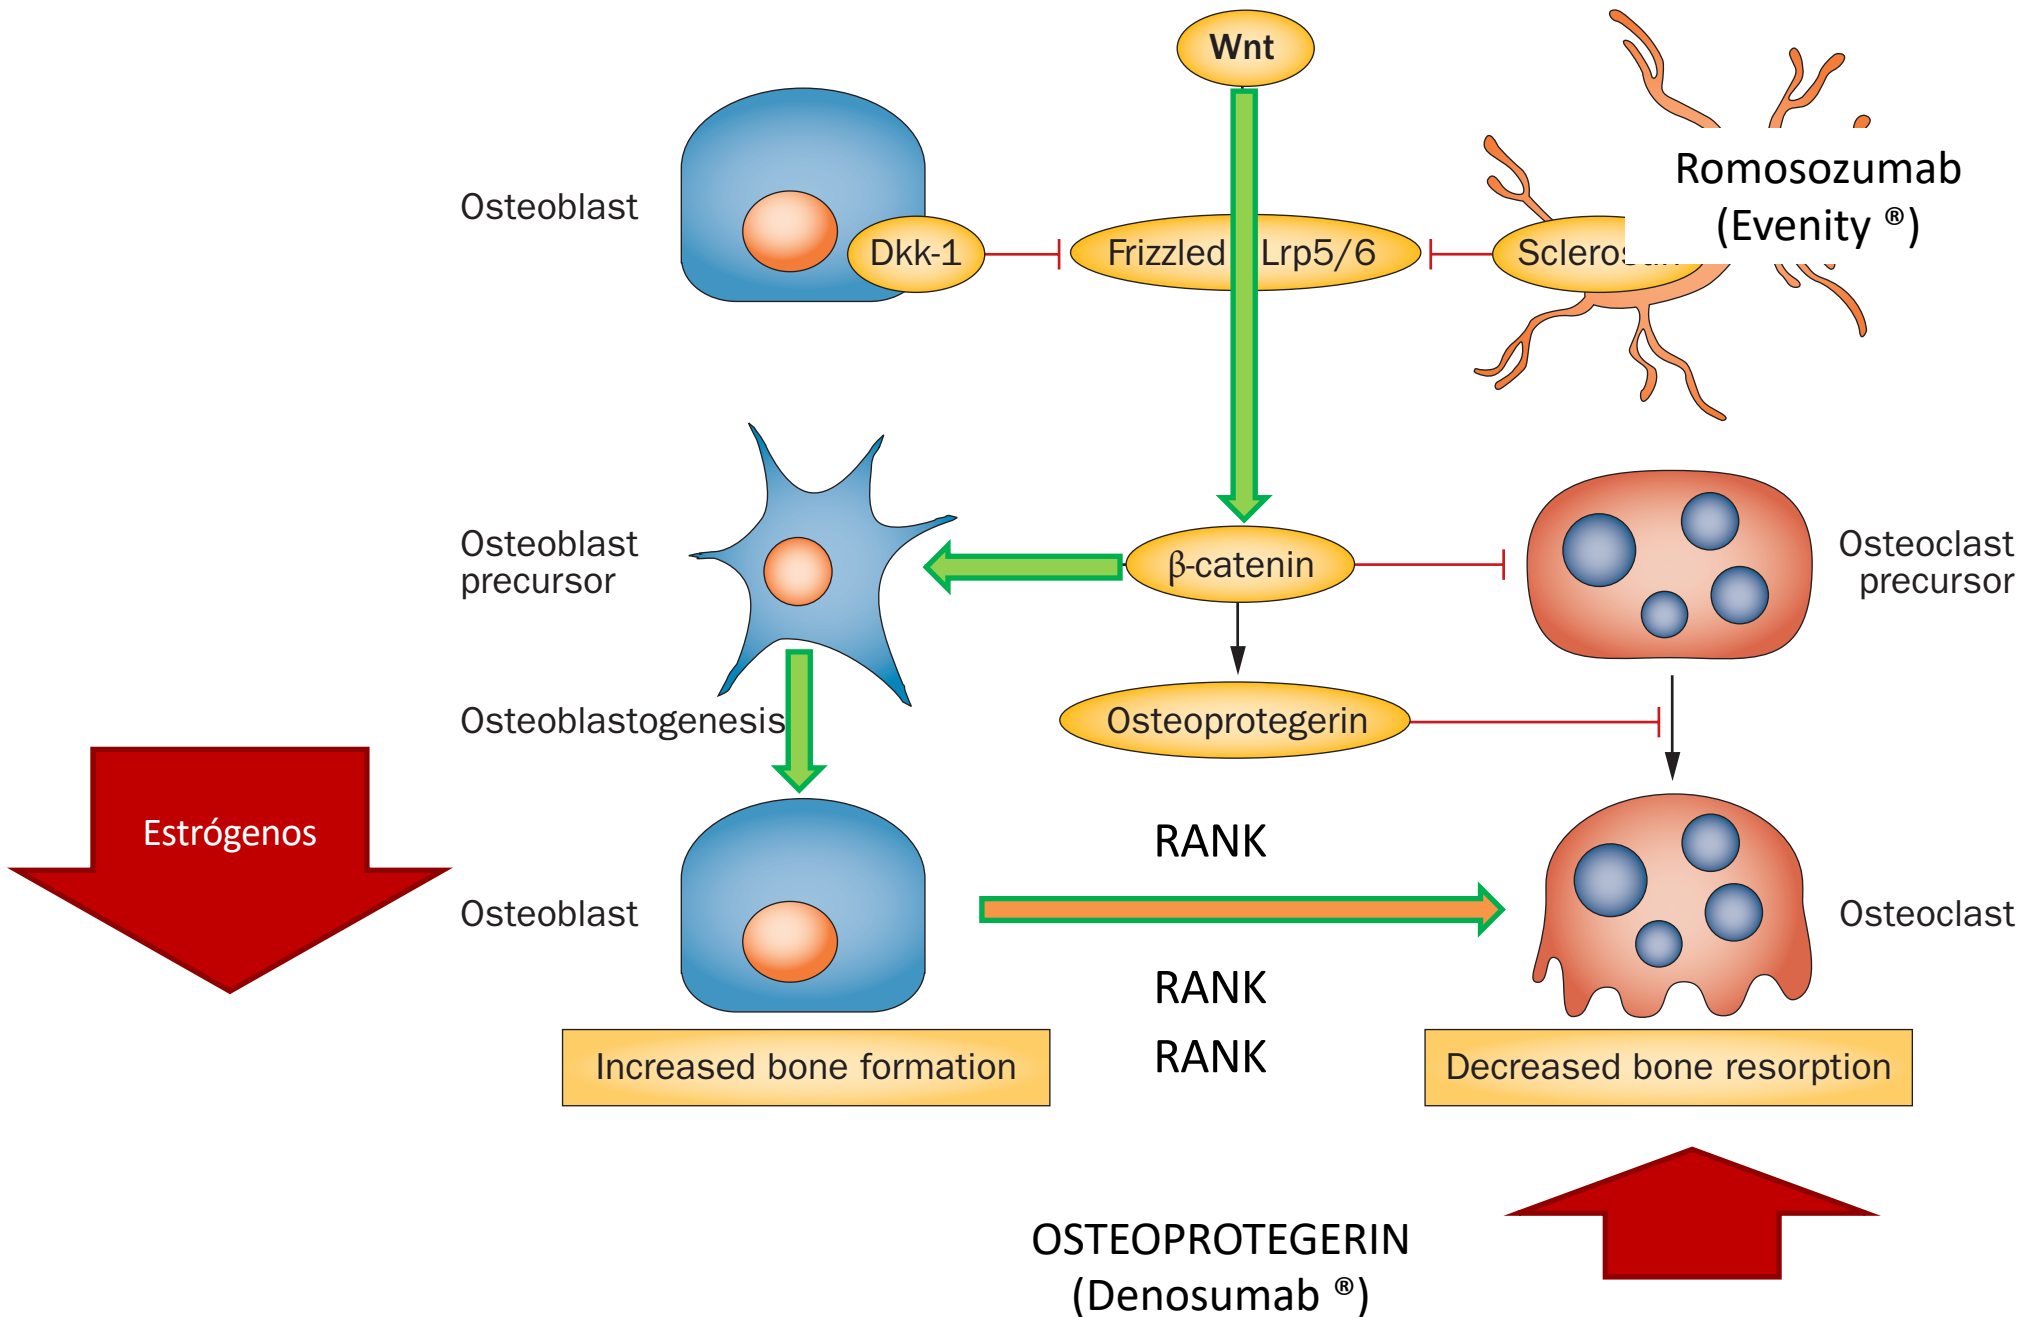 Wnt
Romosozumab
(Evenity ®)
Osteoblast
Dkk-1
Frizzled
Lrp5/6
Osteoblast
precursor
β-catenin
Osteoclast
precursor
Osteoblastogenesis
Osteoprotegerin
Estrógenos
RANK
Osteoblast
Osteoclast
RANK
RANK
Increased bone formation
Decreased bone resorption
OSTEOPROTEGERIN
(Denosumab ®)